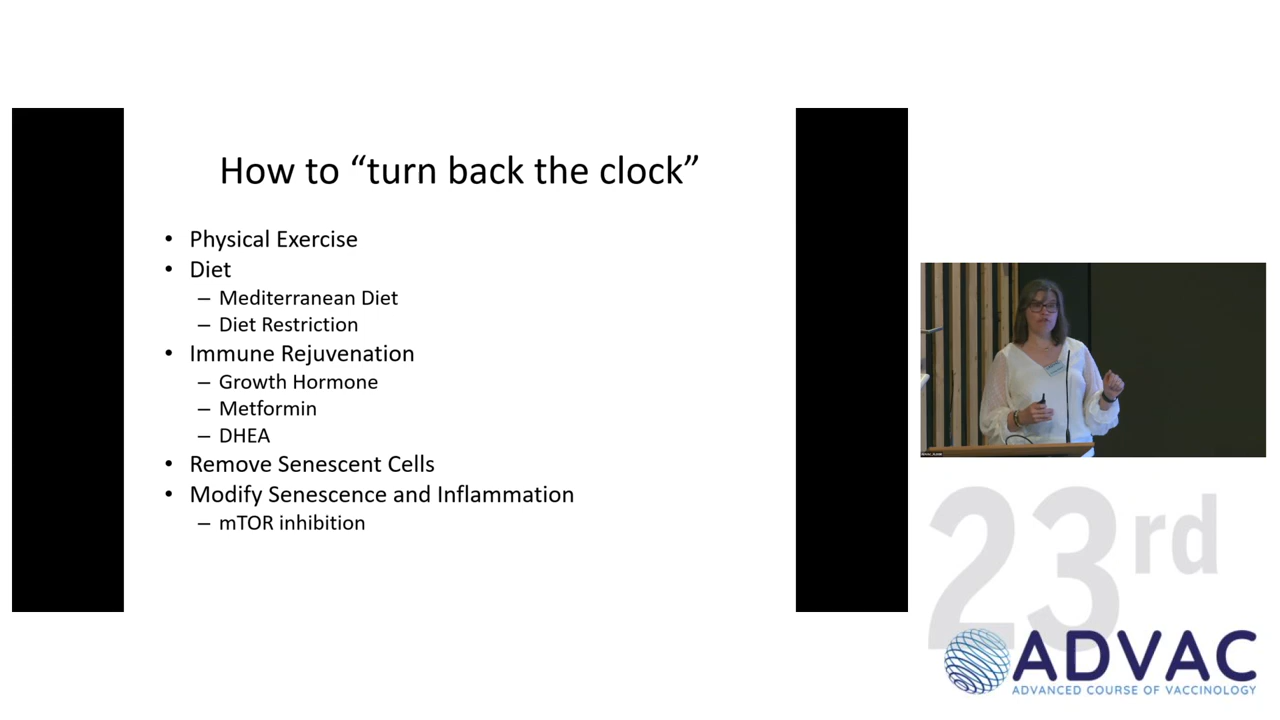 How to “turn back the clock”
• Physical Exercise
• Diet
– Mediterranean Diet
– Diet Restriction
• Immune Rejuvenation
– Growth Hormone
– Metformin
– DHEA
• Remove Senescent Cells
• Modify Senescence and Inflammation
– mTOR inhibition
23rd
ADVAC
ADVANCED COURSE OF VACCINOLOGY